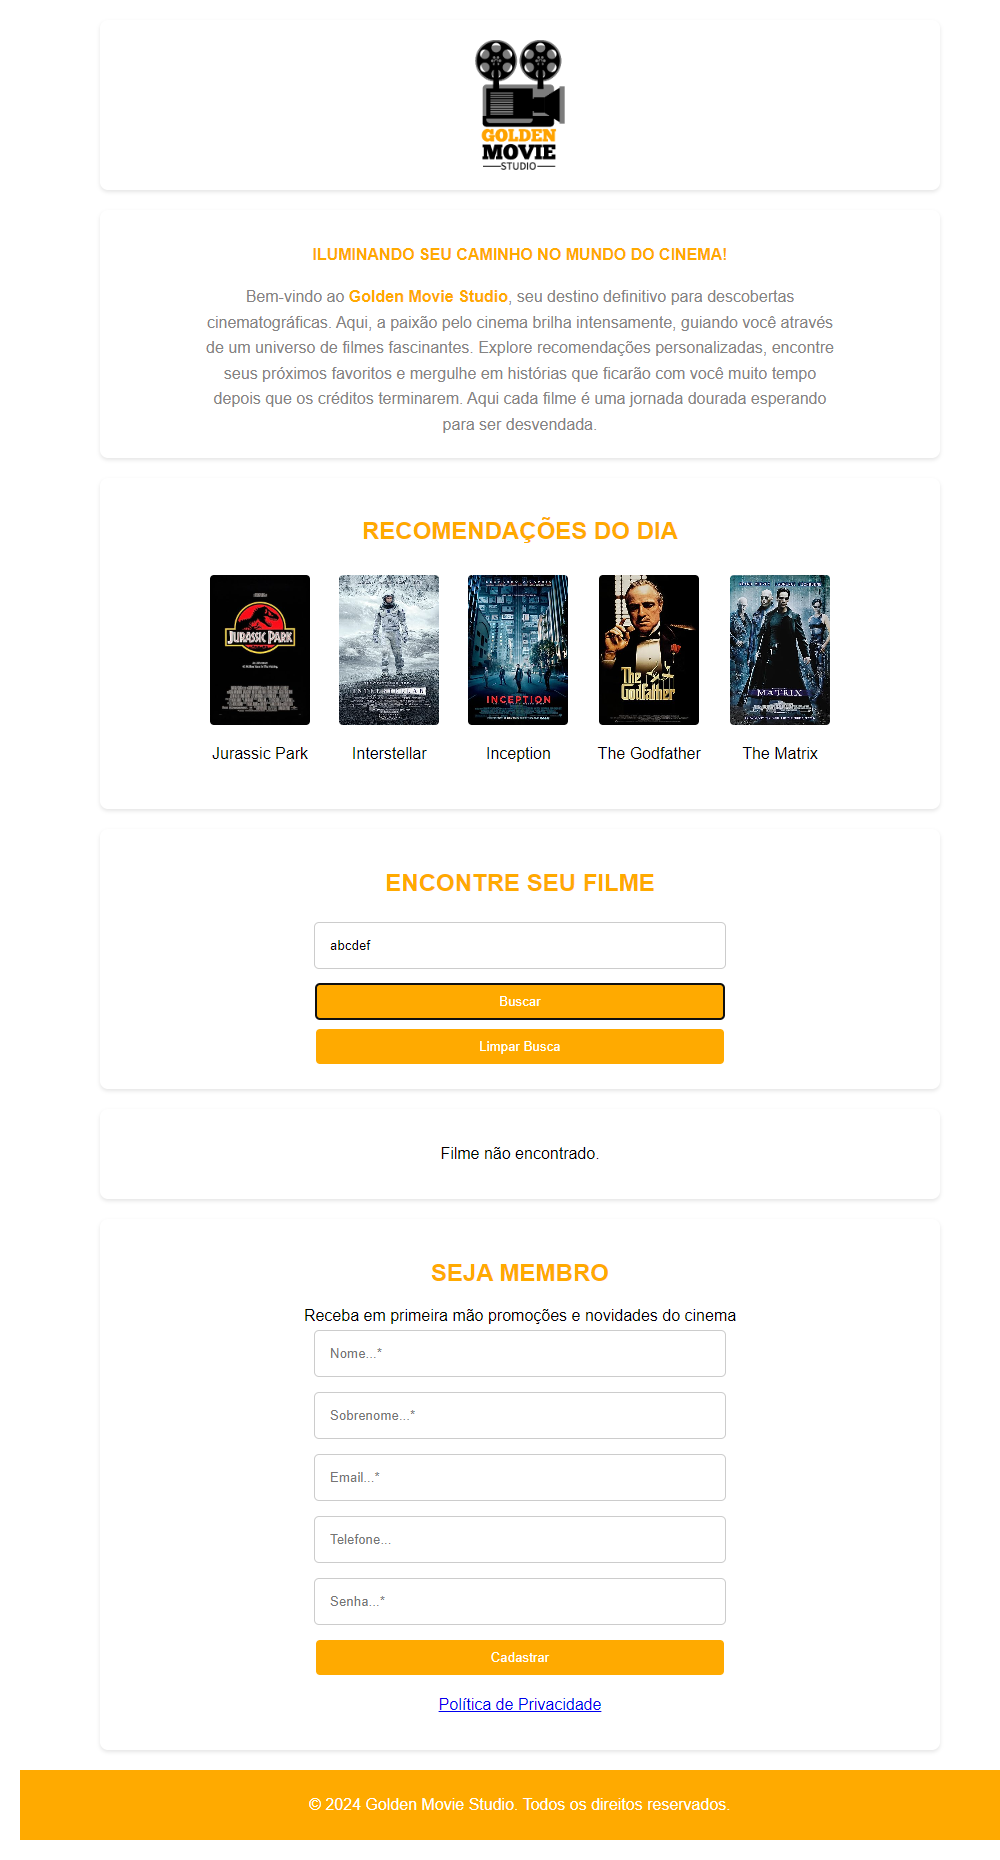 GOLDEN
MOVIE
STUDIO
ILUMINANDO SEU CAMINHO NO MUNDO DO CINEMA!
Bem-vindo ao Golden Movie Studio, seu destino definitivo para descobertas
cinematográficas. Aqui, a paixão pelo cinema brilha intensamente, guiando você através
de um universo de filmes fascinantes. Explore recomendações personalizadas, encontre
seus próximos favoritos e mergulhe em histórias que ficarão com você muito tempo
depois que os créditos terminarem. Aqui cada filme é uma jornada dourada esperando
para ser desvendada.
RECOMENDAÇÕES DO DIA
JURASSIC PARK
INTERSTELLAR
INCEPTION
The Godfather
MATRIX
Jurassic Park
Interstellar
Inception
The Godfather
The Matrix
ENCONTRE SEU FILME
abcdef
Buscar
Limpar Busca
Filme não encontrado.
SEJA MEMBRO
Receba em primeira mão promoções e novidades do cinema
Nome...*
Sobrenome...*
Email...*
Telefone...
Senha...*
Cadastrar
Política de Privacidade
© 2024 Golden Movie Studio. Todos os direitos reservados.